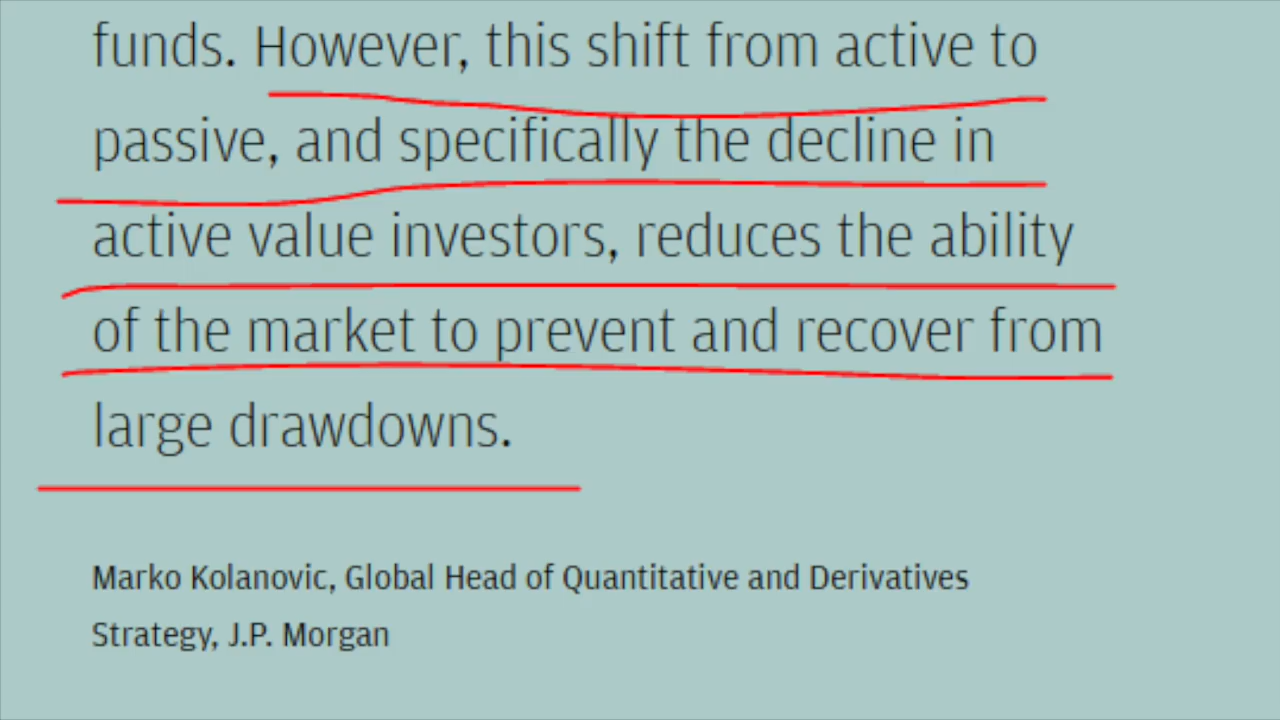 funds. However, this shift from active to
passive, and specifically the decline in
active value investors, reduces the ability
of the market to prevent and recover from
large drawdowns.
Marko Kolanovic, Global Head of Quantitative and Derivatives
Strategy, J.P. Morgan